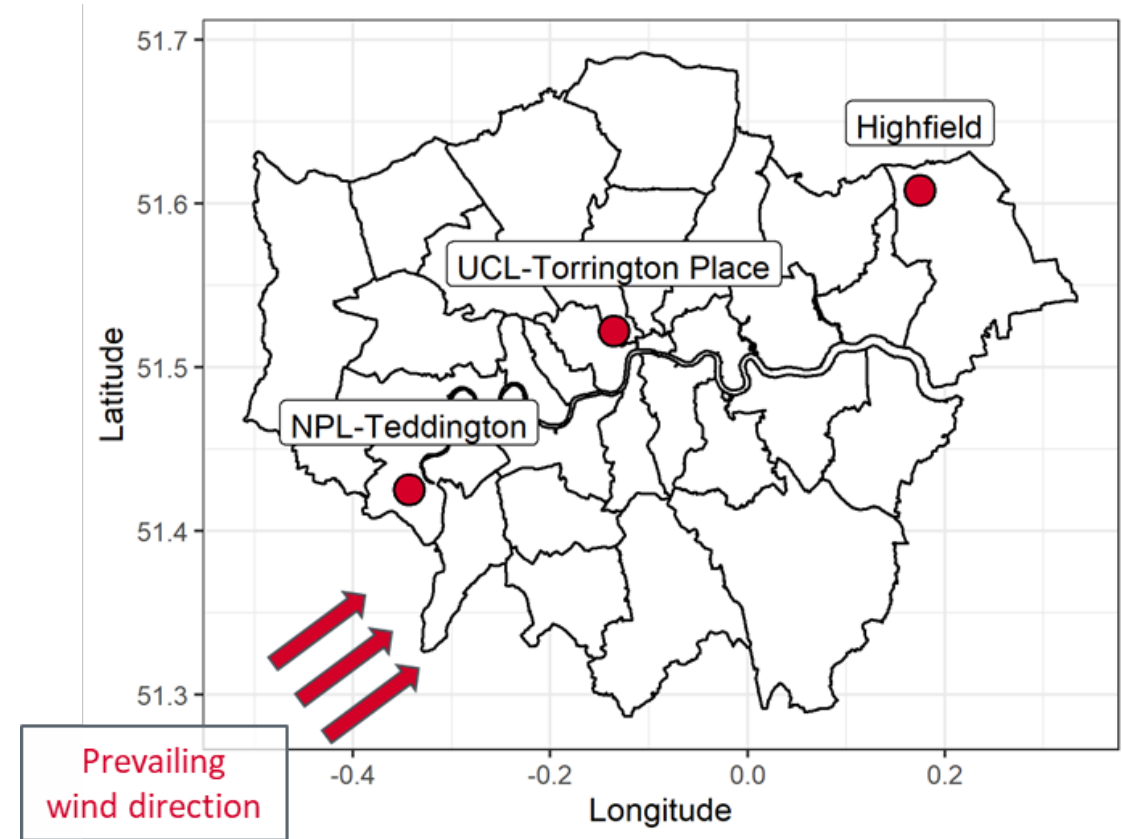 51.7
51.6
51.5
51.4
51.3
Latitude
Highfield
UCL-Torrington Place
NPL-Teddington
-0.4
-0.2
0.0
0.2
Longitude
Prevailing
wind direction